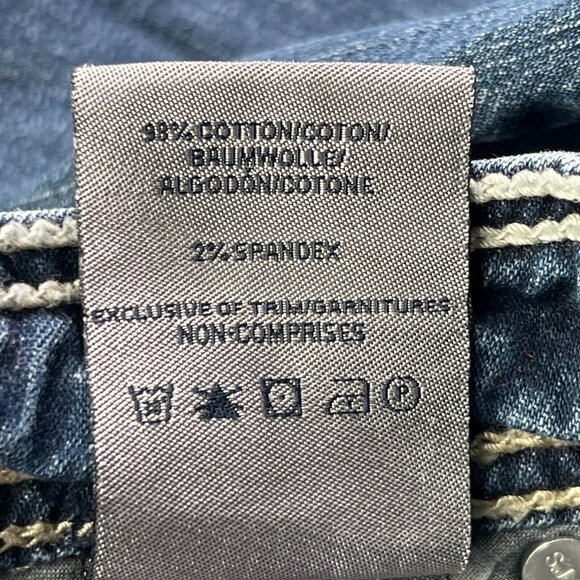 98% COTTON/COTON/
BAUMWOLLE/
ALGODÓN/COTONE
2% SPANDEX
EXCLUSIVE OF TRIM/GARNITURES
NON-COMPRISES
P